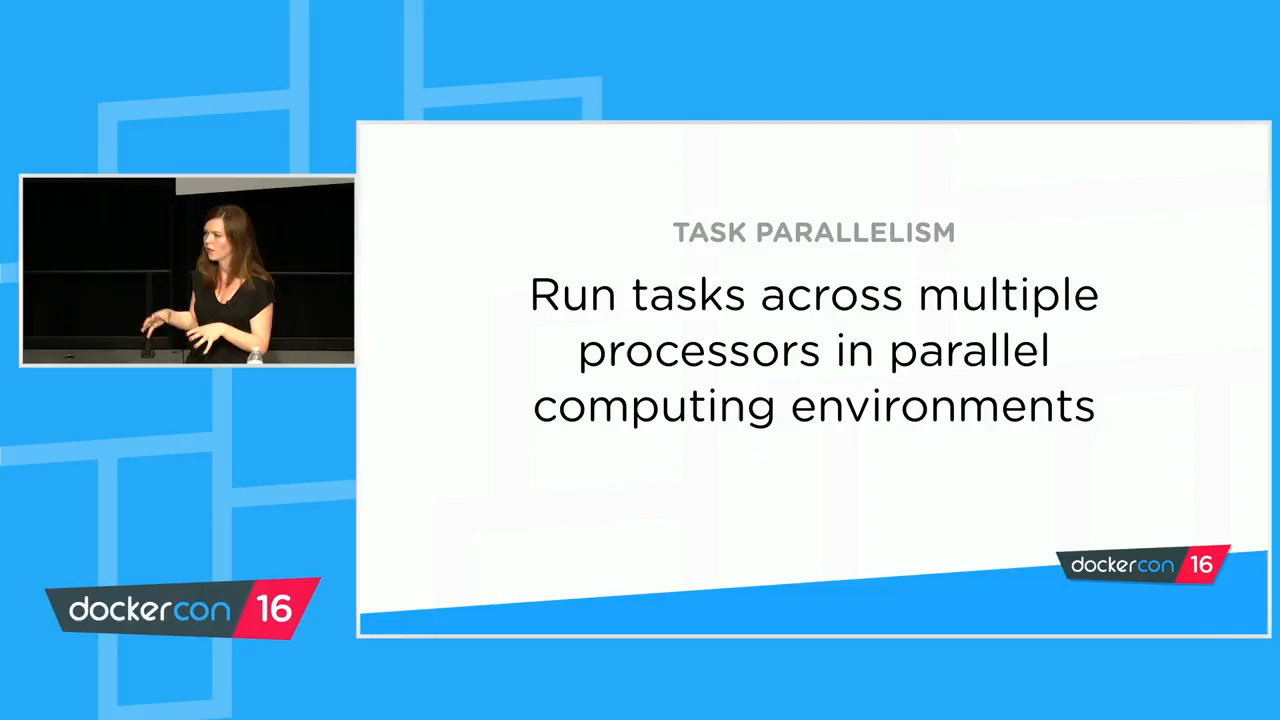 TASK PARALLELISM
Run tasks across multiple
processors in parallel
computing environments
dockercon 16
dockercon 16